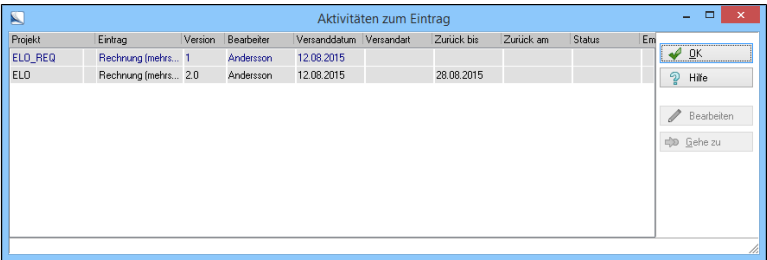 Aktivitäten zum Eintrag
Projekt Eintrag Version Bearbeiter Versanddatum Versandart Zurück bis Zurück am Status Em
ELO_REQ Rechnung (mehrs... 1 Andersson 12.08.2015
ELO Rechnung (mehrs... 2.0 Andersson 12.08.2015 28.08.2015
OK
Hilfe
Bearbeiten
Gehe zu